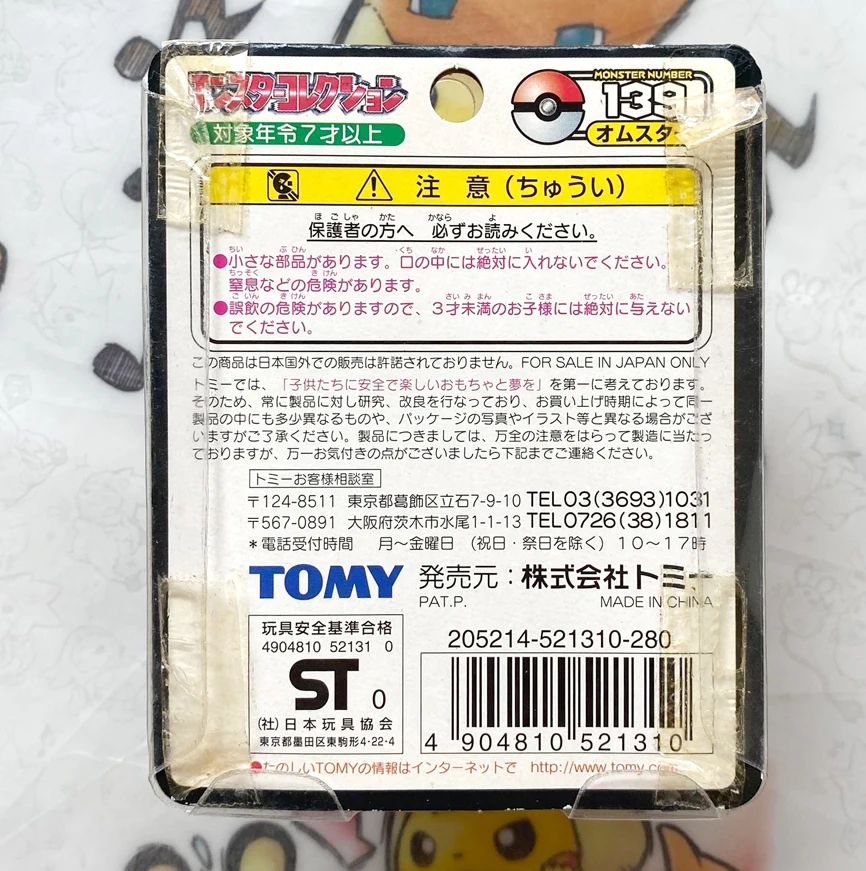 モンスターコレクション
MONSTER NUMBER
139
対象年令7才以上
オムスター
注意(ちゅうい)
保護者の方へ 必ずお読みください。
●小さな部品があります。口の中には絶対に入れないでください。
窒息などの危険があります。
●誤飲の危険がありますので、3才未満のお子様には絶対に与えない
でください。
この商品は日本国外での販売は許諾されておりません。FOR SALE IN JAPAN ONLY
トミーでは、「子供たちに安全で楽しいおもちゃと夢を」を第一に考えております。
そのため、常に製品に対し研究、改良を行なっており、お買い上げ時期によって同一
製品の中にも多少異なるものや、パッケージの写真やイラスト等と異なる場合がござ
いますがご了承ください。製品につきましては、万全の注意をはらって製造に当たっ
ておりますが、万一お気付きの点がございましたら下記までご連絡ください。
トミーお客様相談室
〒124-8511 東京都葛飾区立石7-9-10 TEL03(3693)1031
〒567-0891 大阪府茨木市水尾1-1-13 TEL0726(38)1811
*電話受付時間 月~金曜日 (祝日・祭日を除く) 10~17時
TOMY 発売元:株式会社トミー
PAT.P. MADE IN CHINA
玩具安全基準合格
4904810 52131 0
ST 0
(社)日本玩具協会
東京都墨田区東駒形4-22-4
205214-521310-280
4 904810 521310
●たのしいTOMYの情報はインターネットで http://www.tomy.com